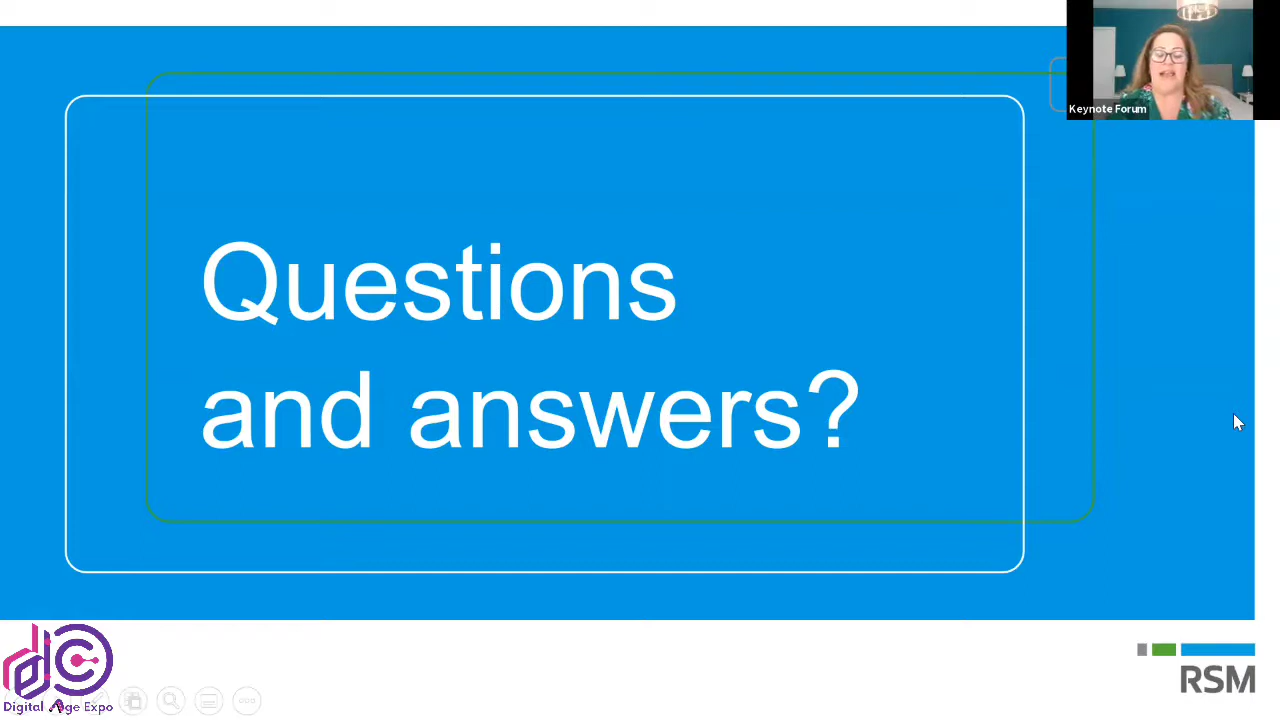 Keynote Forum
Questions
and answers?
Digital Age Expo
RSM